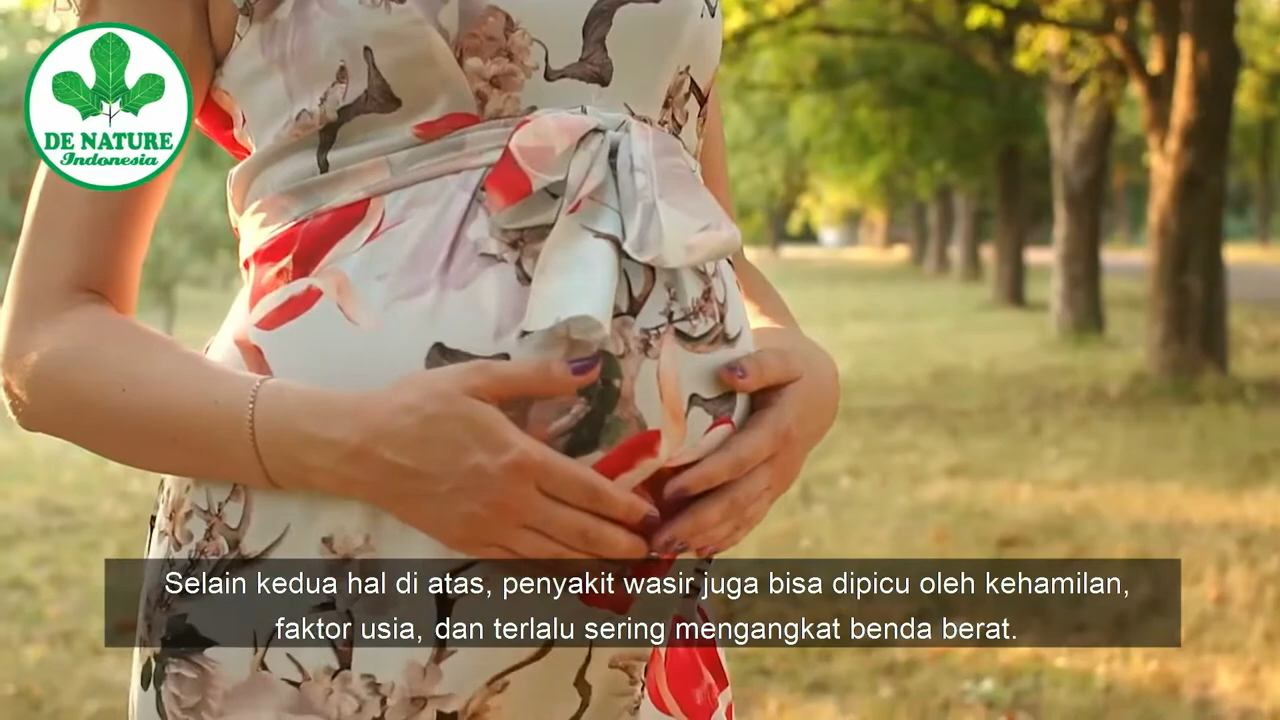 DE NATURE
Indonesia
Selain kedua hal di atas, penyakit wasir juga bisa dipicu oleh kehamilan,
faktor usia, dan terlalu sering mengangkat benda berat.